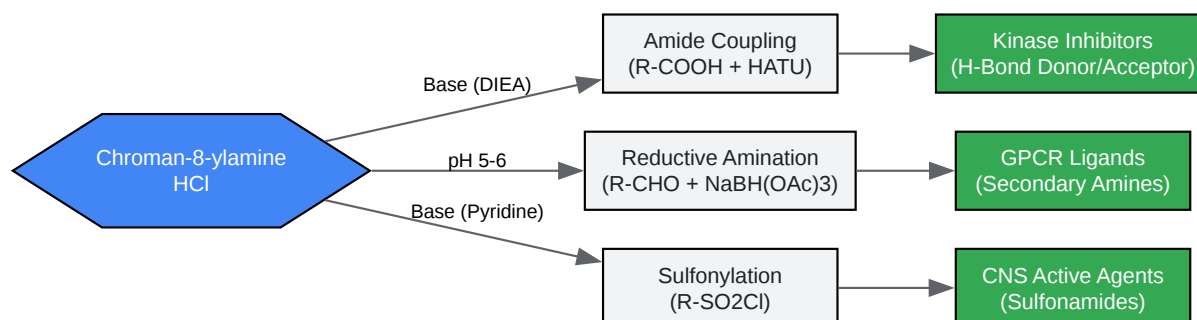 Amide Coupling
(R-COOH + HATU)
Kinase Inhibitors
(H-Bond Donor/Acceptor)
Base (DIEA)
Chroman-8-ylamine
HCl
pH 5-6
Reductive Amination
(R-CHO + NaBH(OAc)3)
GPCR Ligands
(Secondary Amines)
Base (Pyridine)
Sulfonylation
(R-SO2Cl)
CNS Active Agents
(Sulfonamides)